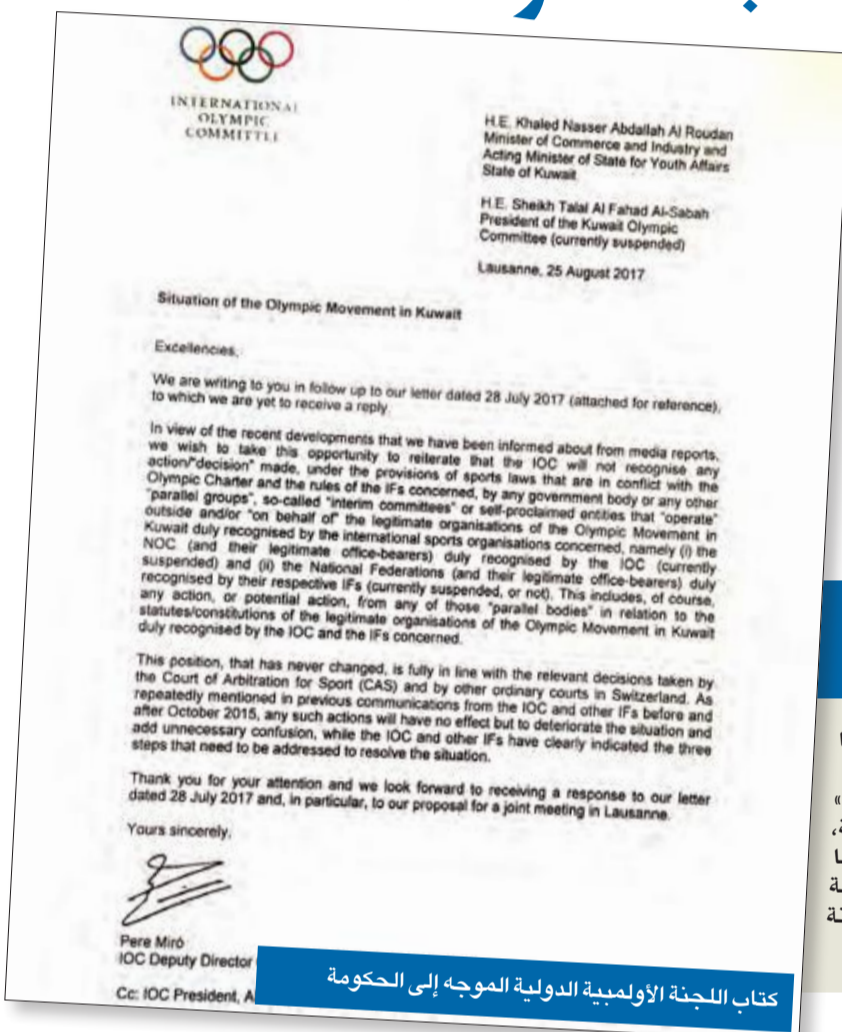 INTERNATIONAL
OLYMPIC
COMMITTEE
H.E. Khaled Nasser Abdallah Al Roudan
Minister of Commerce and Industry and
Acting Minister of State for Youth Affairs
State of Kuwait
H.E. Sheikh Talal Al Fahad Al-Sabah
President of the Kuwait Olympic
Committee (currently suspended)
Lausanne, 25 August 2017
Situation of the Olympic Movement in Kuwait
Excellencies,
We are writing to you in follow up to our letter dated 28 July 2017 (attached for reference),
to which we are yet to receive a reply.
In view of the recent developments that we have been informed about from media reports,
we wish to take this opportunity to reiterate that the IOC will not recognise any
action/"decision" made, under the provisions of sports laws that are in conflict with the
Olympic Charter and the rules of the IFs concerned, by any government body or any other
"parallel groups", so-called "interim committees" or self-proclaimed entities that "operate"
outside and/or "on behalf of" the legitimate organisations of the Olympic Movement in
Kuwait duly recognised by the international sports organisations concerned, namely (i) the
NOC (and their legitimate office-bearers) duly recognised by the IOC (currently
suspended) and (ii) the National Federations (and their legitimate office-bearers) duly
recognised by their respective IFs (currently suspended, or not). This includes, of course,
any action, or potential action, from any of those "parallel bodies" in relation to the
statutes/constitutions of the legitimate organisations of the Olympic Movement in Kuwait
duly recognised by the IOC and the IFs concerned.
This position, that has never changed, is fully in line with the relevant decisions taken by
the Court of Arbitration for Sport (CAS) and by other ordinary courts in Switzerland. As
repeatedly mentioned in previous communications from the IOC and other IFs before and
after October 2015, any such actions will have no effect but to deteriorate the situation and
add unnecessary confusion, while the IOC and other IFs have clearly indicated the three
steps that need to be addressed to resolve the situation.
Thank you for your attention and we look forward to receiving a response to our letter
dated 28 July 2017 and, in particular, to our proposal for a joint meeting in Lausanne.
Yours sincerely,
Pere Miró
IOC Deputy Director
Cc: IOC President,
كتاب اللجنة الأولمبية الدولية الموجه إلى الحكومة